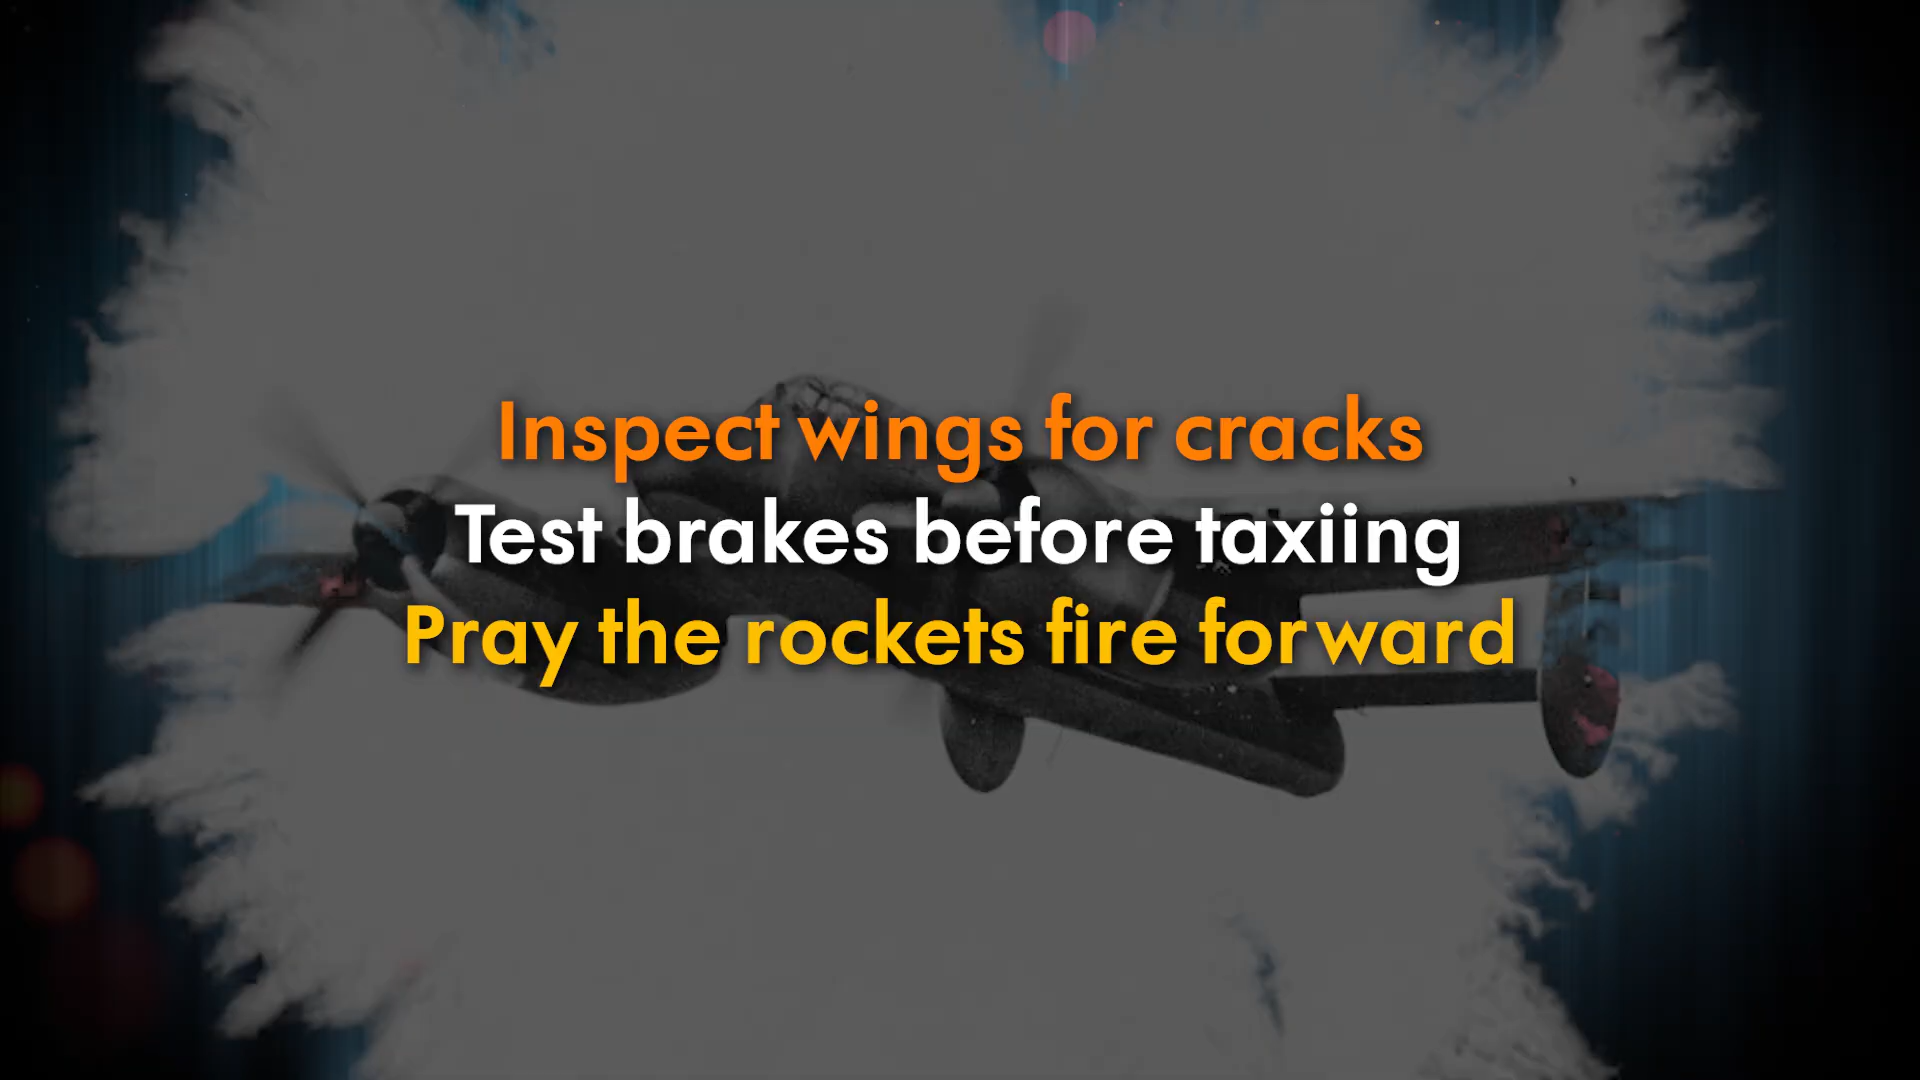 Inspect wings for cracks
Test brakes before taxiing
Pray the rockets fire forward